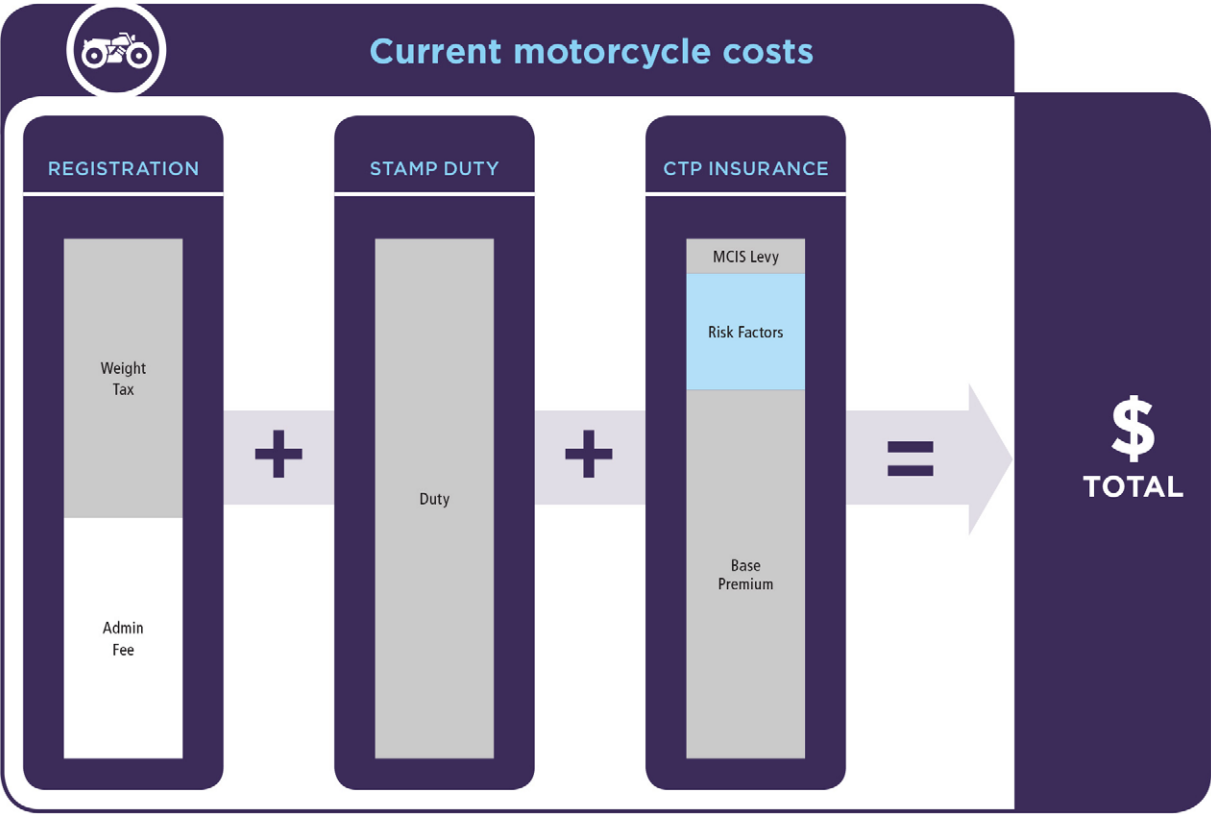 Current motorcycle costs
REGISTRATION
Weight
Tax
Admin
Fee
+
STAMP DUTY
Duty
+
CTP INSURANCE
MCIS Levy
Risk Factors
Base
Premium
=
$
TOTAL